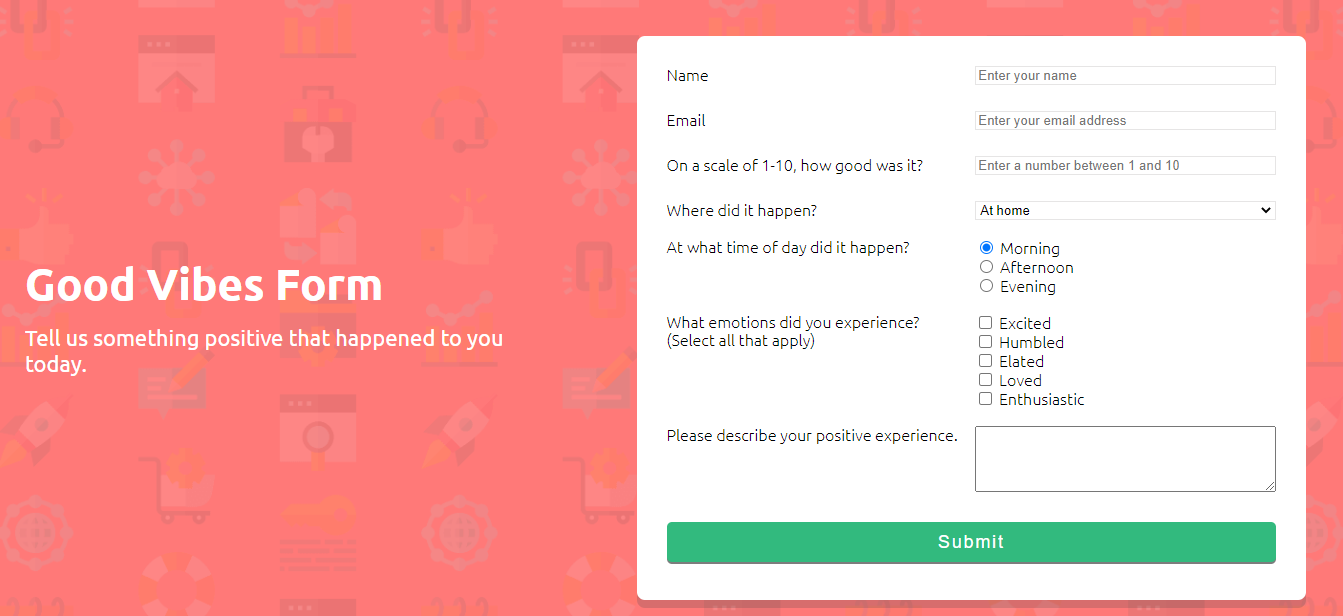 Good Vibes Form
Tell us something positive that happened to you
today.
Name
Enter your name
Email
Enter your email address
On a scale of 1-10, how good was it?
Enter a number between 1 and 10
Where did it happen?
At home
At what time of day did it happen?
Morning
Afternoon
Evening
What emotions did you experience?
(Select all that apply)
Excited
Humbled
Elated
Loved
Enthusiastic
Please describe your positive experience.
Submit